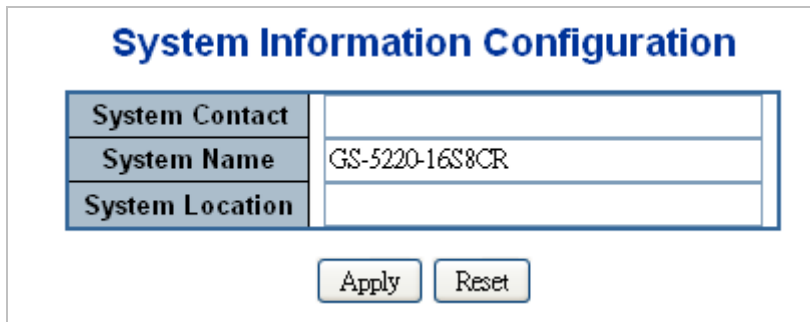 System Information Configuration
System Contact
System Name GS-5220-16S8CR
System Location
Apply Reset